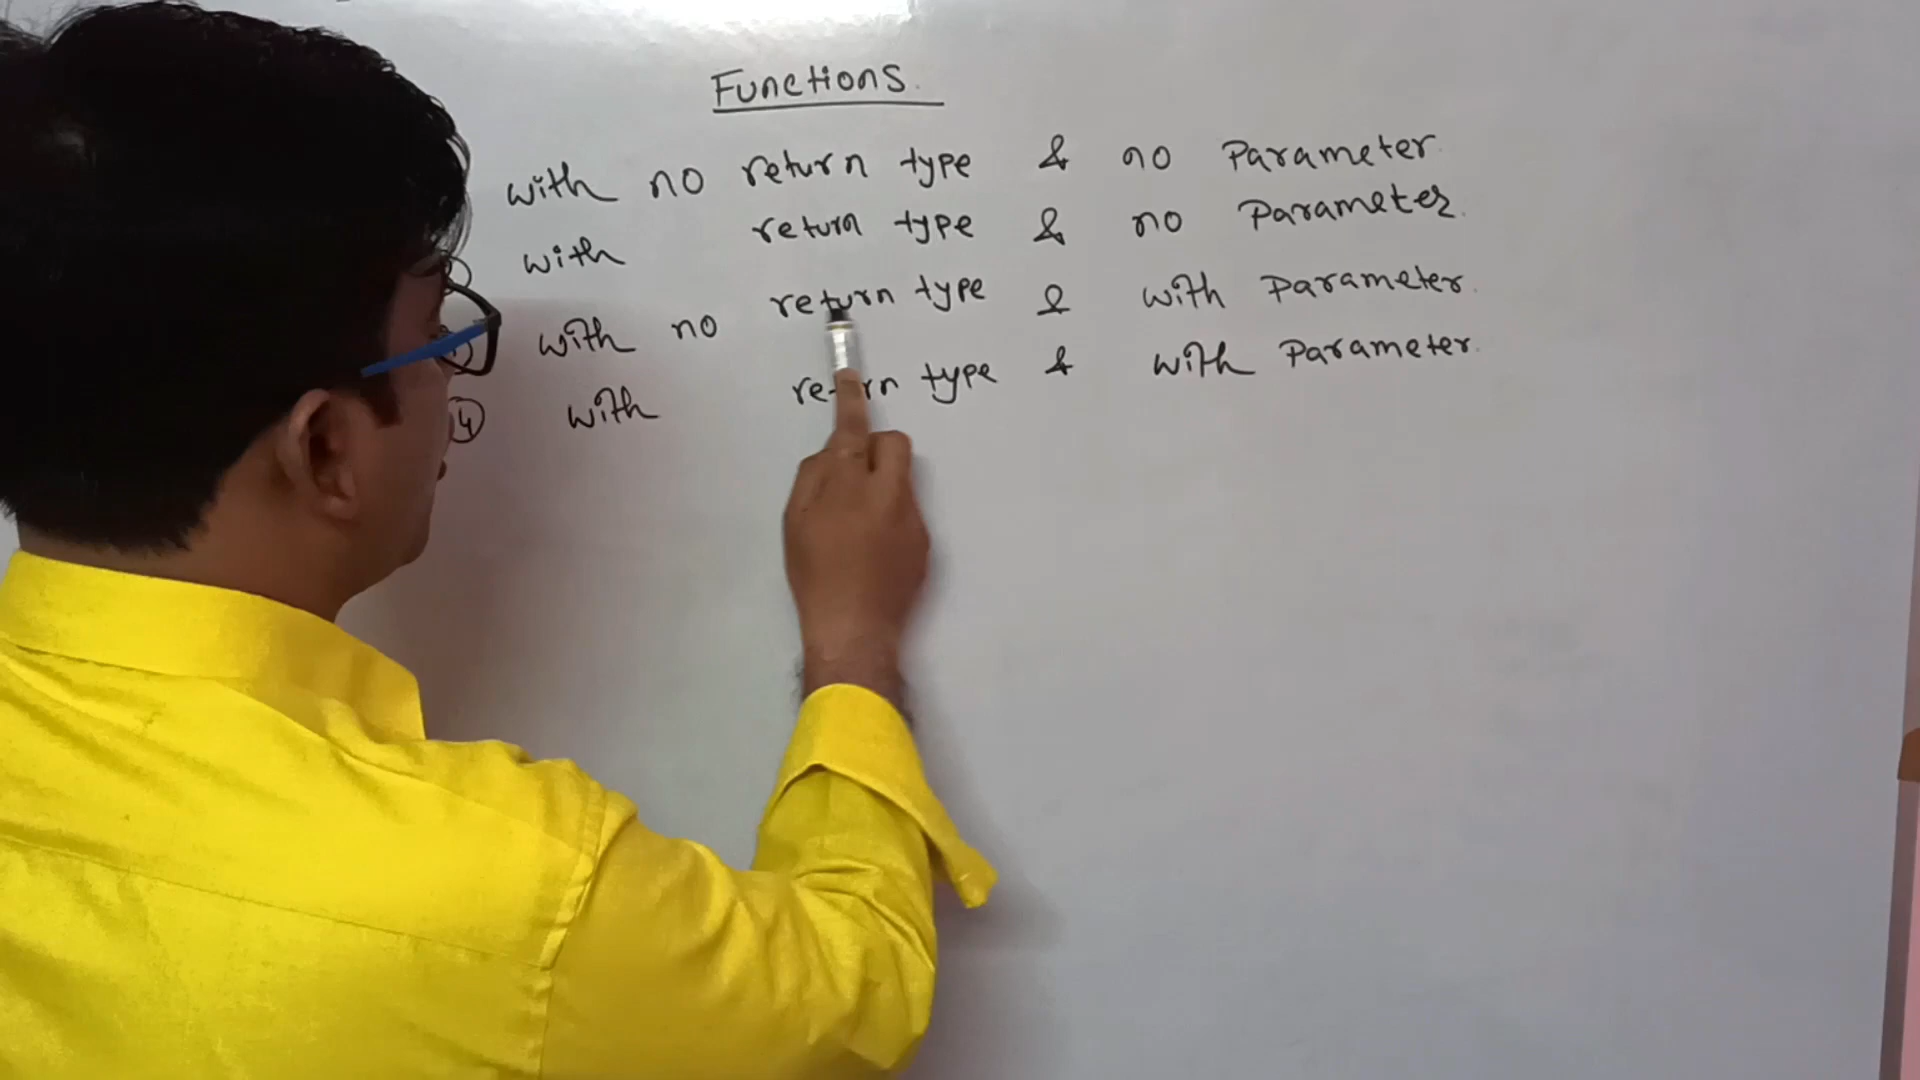 Functions.
with no return type & no Parameter.
with return type & no Parameter.
with no return type & with Parameter.
④ with return type & with Parameter.